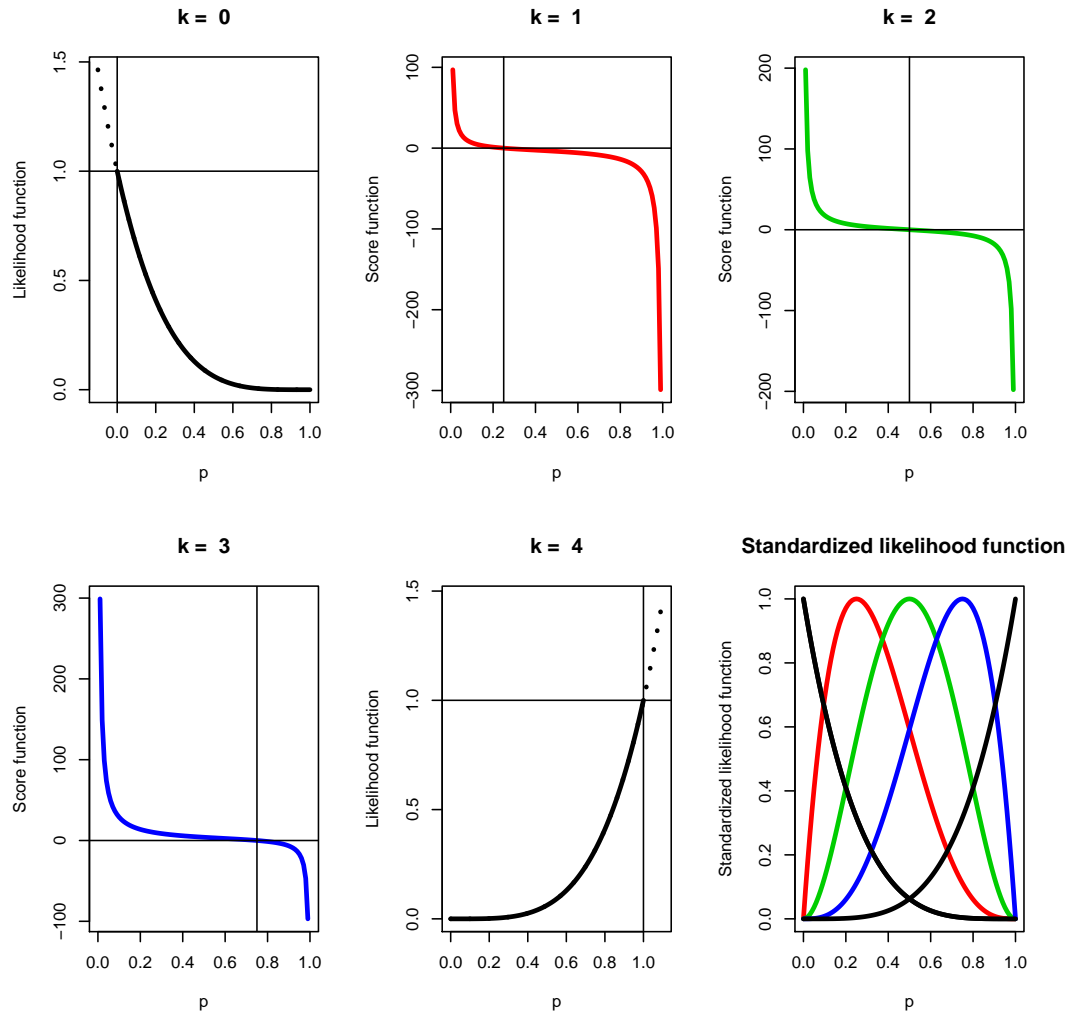 k = 0
Likelihood function
0.0 0.5 1.0 1.5
0.0 0.2 0.4 0.6 0.8 1.0
p
k = 1
Score function
−300 −200 −100 0 100
0.0 0.2 0.4 0.6 0.8 1.0
p
k = 2
Score function
−200 −100 0 100 200
0.0 0.2 0.4 0.6 0.8 1.0
p
k = 3
Score function
−100 0 100 200 300
0.0 0.2 0.4 0.6 0.8 1.0
p
k = 4
Likelihood function
0.0 0.5 1.0 1.5
0.0 0.2 0.4 0.6 0.8 1.0
p
Standardized likelihood function
Standardized likelihood function
0.0 0.2 0.4 0.6 0.8 1.0
0.0 0.2 0.4 0.6 0.8 1.0
p